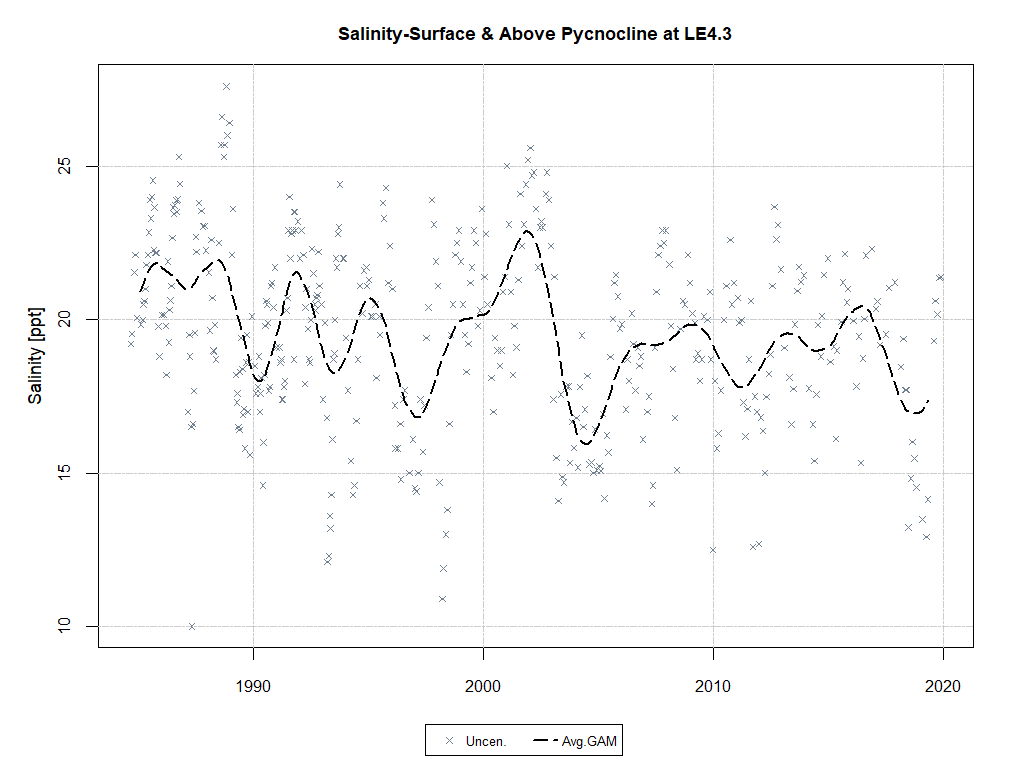 Salinity-Surface & Above Pycnocline at LE4.3
Salinity [ppt]
25
20
15
10
1990 2000 2010 2020
Uncen. Avg.GAM